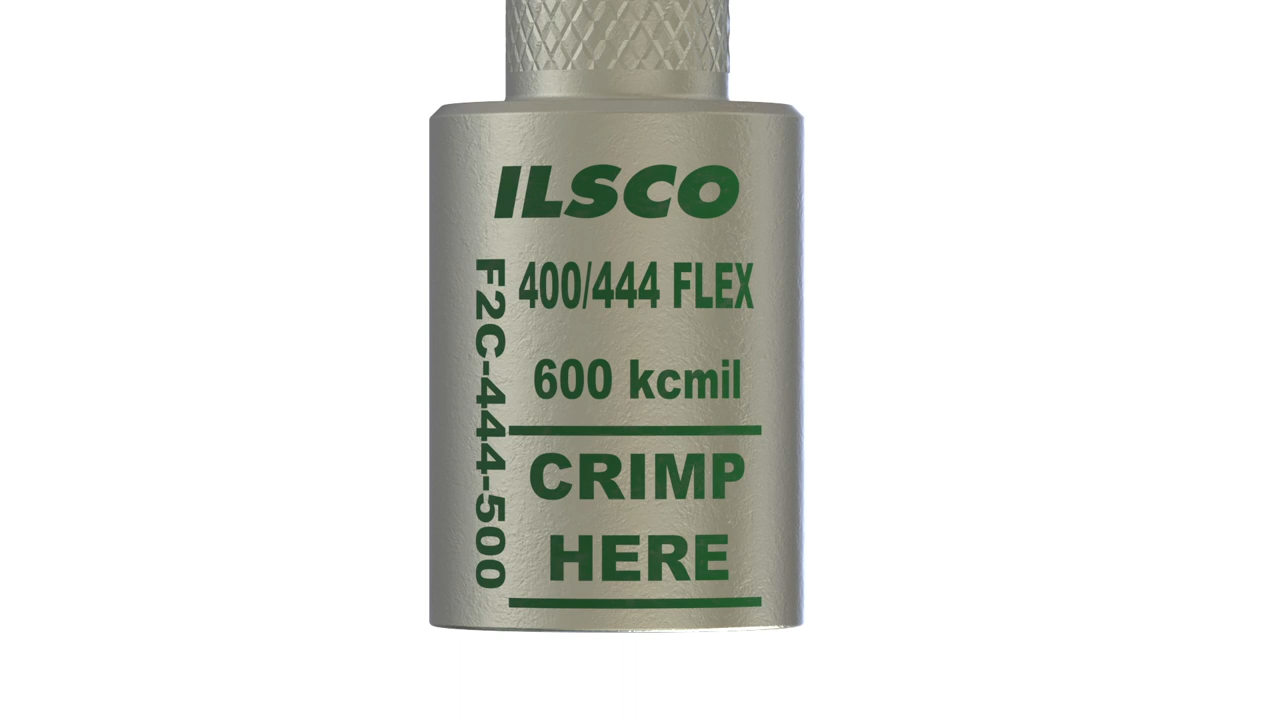 ILSCO
400/444 FLEX
600 kcmil
CRIMP
HERE
F2C-444-500